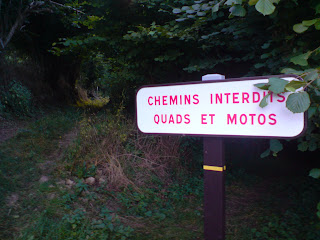 CHEMINS INTERDITS
QUADS ET MOTOS